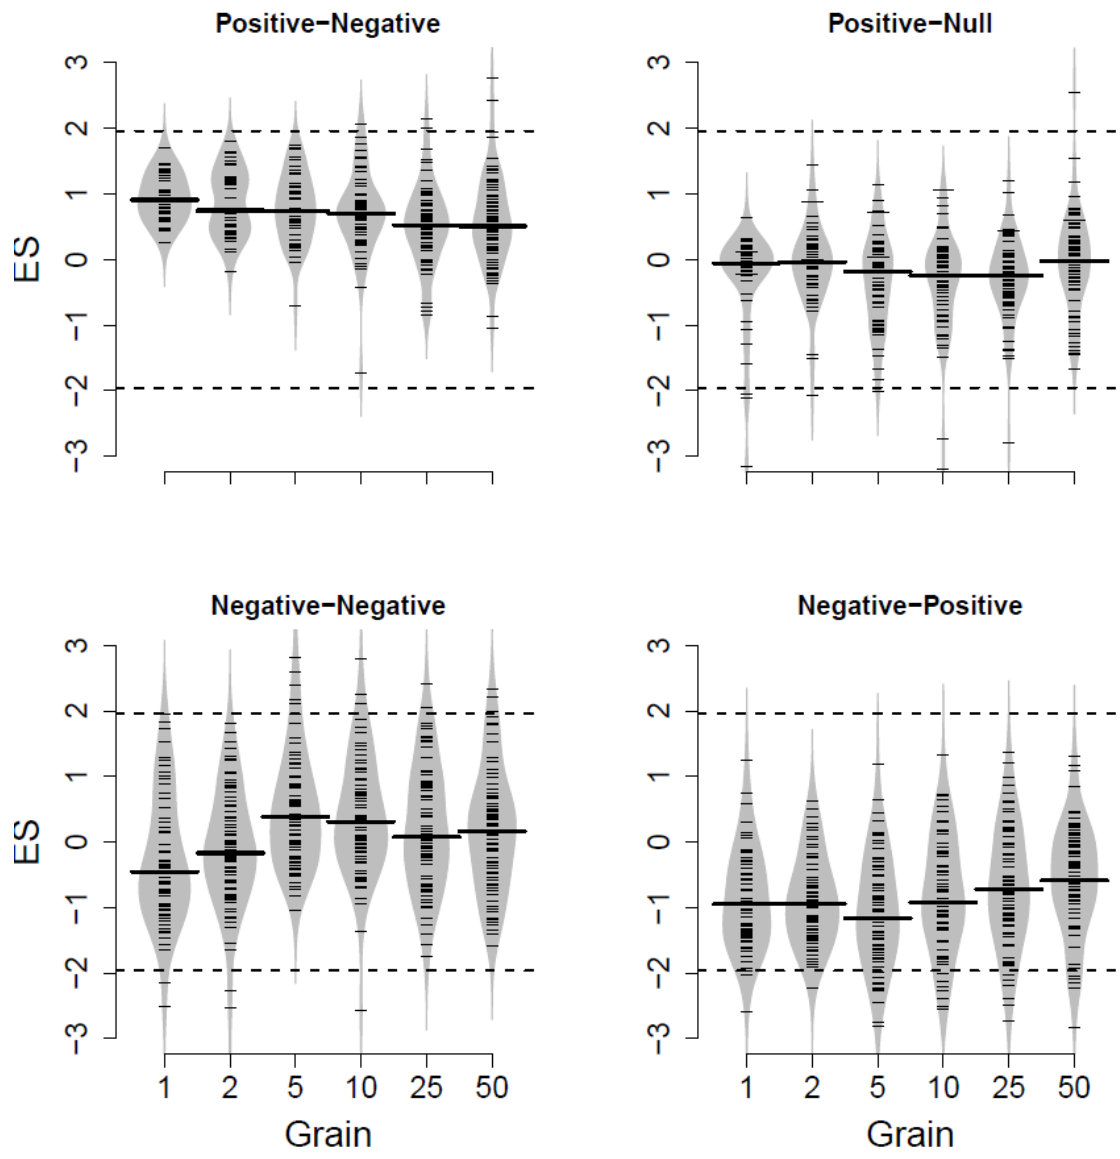 Positive−Negative
3
2
1
0
−1
−2
−3
ES
Positive−Null
3
2
1
0
−1
−2
−3
Negative−Negative
3
2
1
0
−1
−2
−3
ES
1 2 5 10 25 50
Grain
Negative−Positive
3
2
1
0
−1
−2
−3
1 2 5 10 25 50
Grain